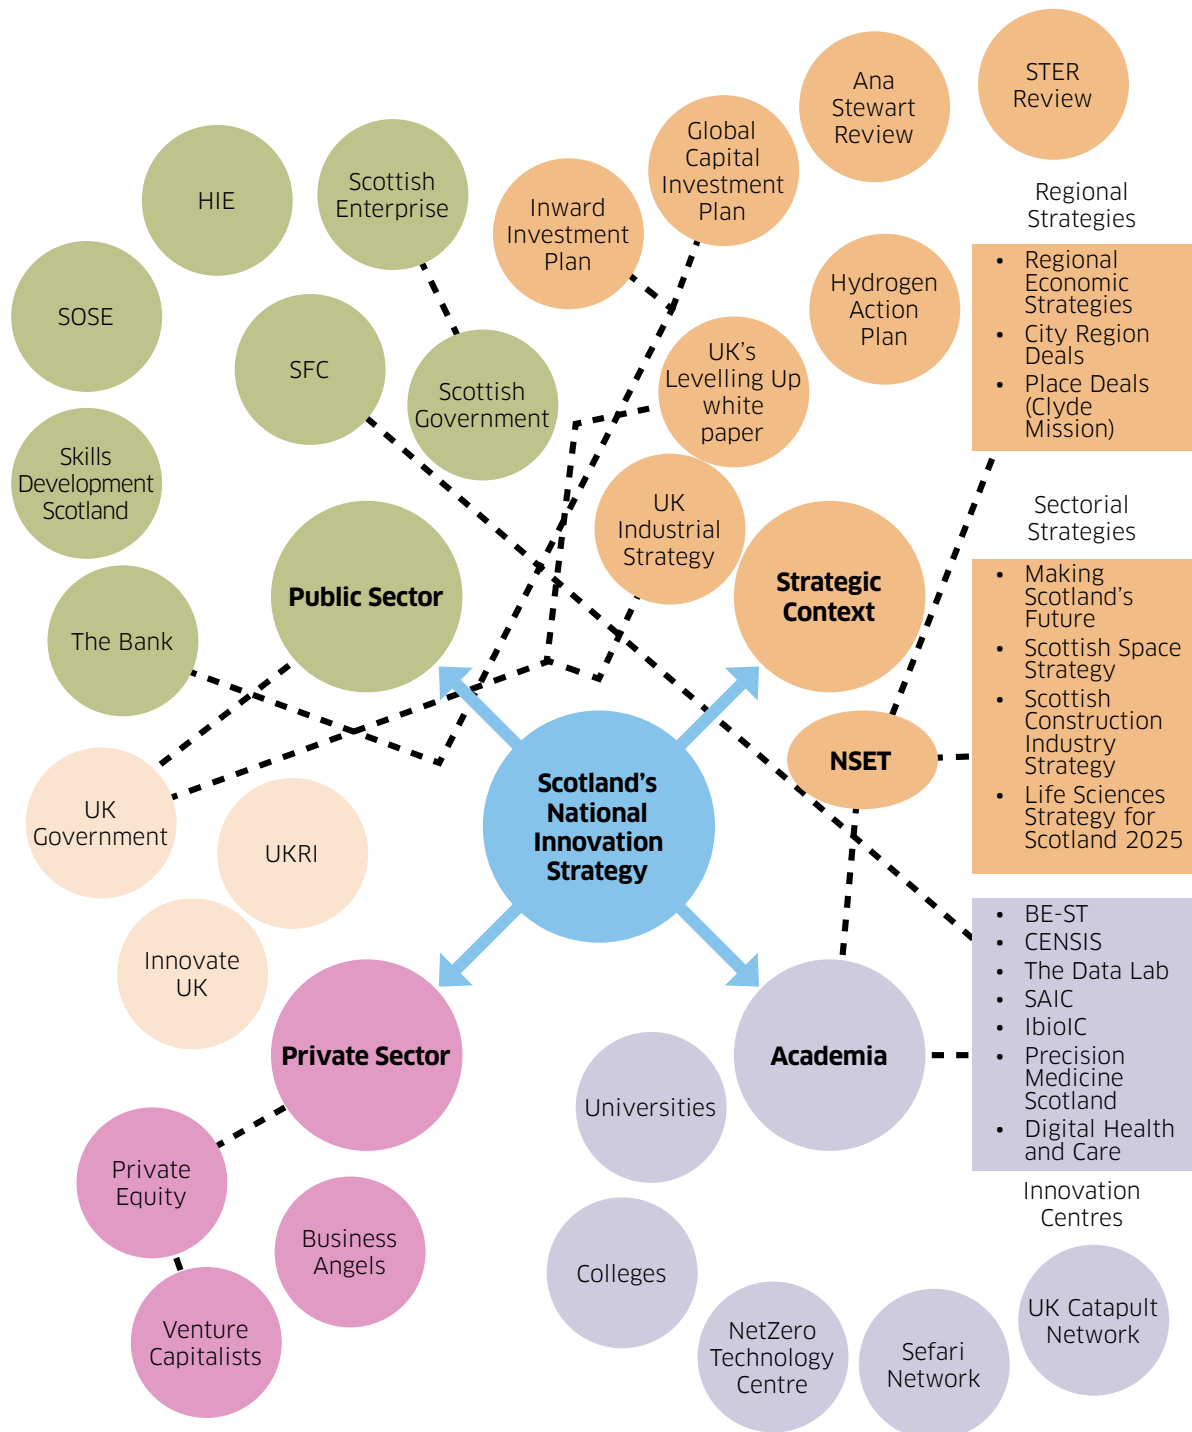 STER
Review
Ana
Stewart
Review
Global
Capital
Investment
Plan
Scottish
Enterprise
HIE
Inward
Investment
Plan
Regional
Strategies
• Regional
Economic
Strategies
• City Region
Deals
• Place Deals
(Clyde
Mission)
Hydrogen
Action
Plan
SOSE
SFC
Scottish
Government
UK's
Levelling Up
white
paper
Skills
Development
Scotland
UK
Industrial
Strategy
Sectorial
Strategies
• Making
Scotland's
Future
• Scottish Space
Strategy
• Scottish
Construction
Industry
Strategy
• Life Sciences
Strategy for
Scotland 2025
Public Sector
Strategic
Context
The Bank
NSET
Scotland's
National
Innovation
Strategy
UK
Government
UKRI
Innovate
UK
• BE-ST
• CENSIS
• The Data Lab
• SAIC
• IbioIC
• Precision
Medicine
Scotland
• Digital Health
and Care
Innovation
Centres
Private Sector
Academia
Universities
Private
Equity
Business
Angels
Colleges
Venture
Capitalists
NetZero
Technology
Centre
Sefari
Network
UK Catapult
Network